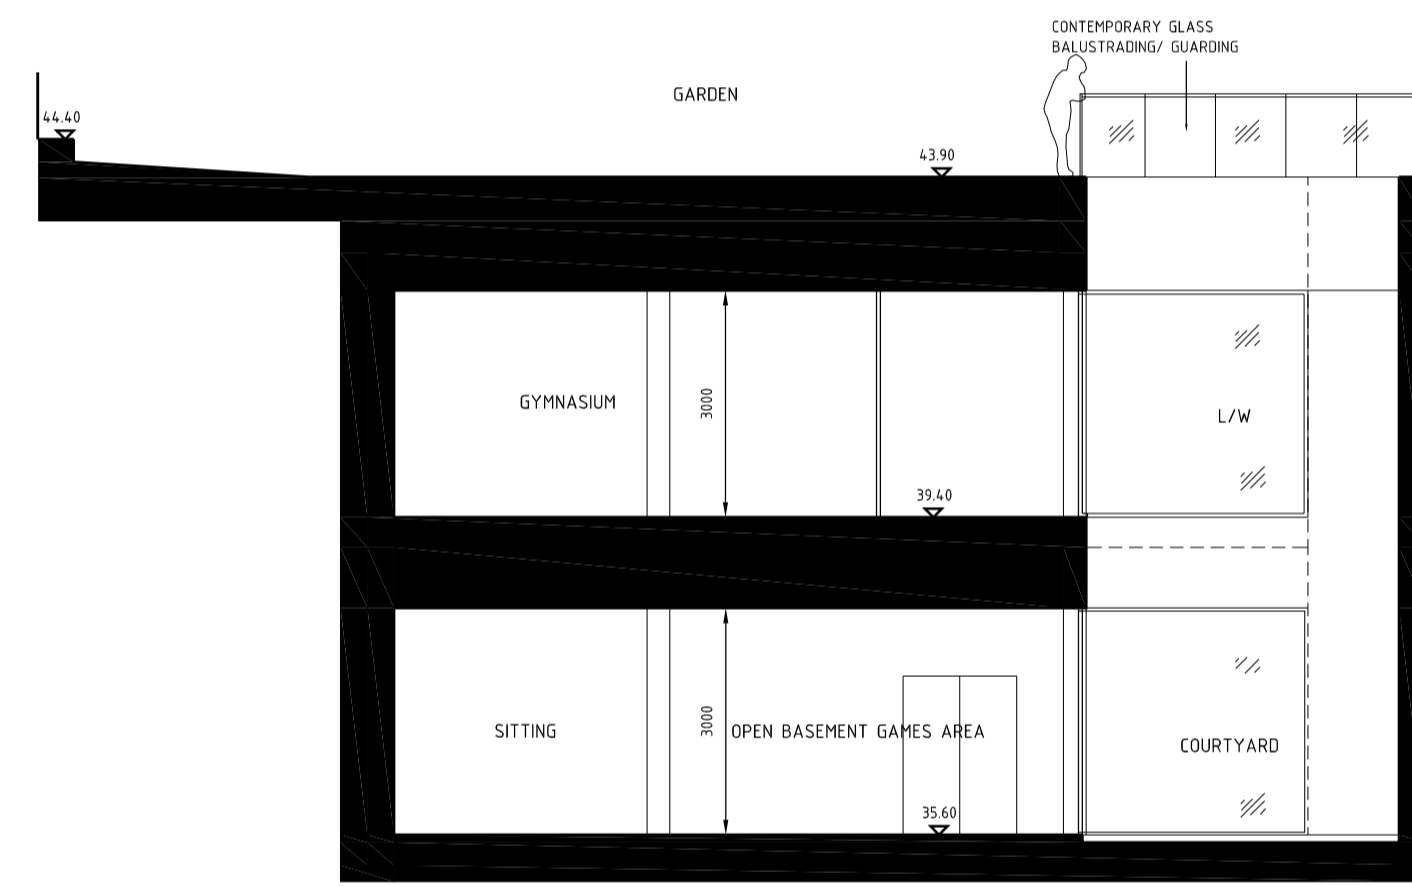 CONTEMPORARY GLASS
BALUSTRADING/ GUARDING
GARDEN
44.40
43.90
GYMNASIUM
3000
L/W
39.40
SITTING
3000
OPEN BASEMENT GAMES AREA
COURTYARD
35.60